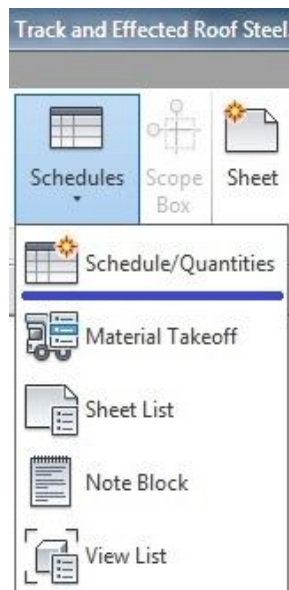 Track and Effected Roof Steel
Schedules
Scope
Box
Sheet
Schedule/Quantities
Material Takeoff
Sheet List
Note Block
View List